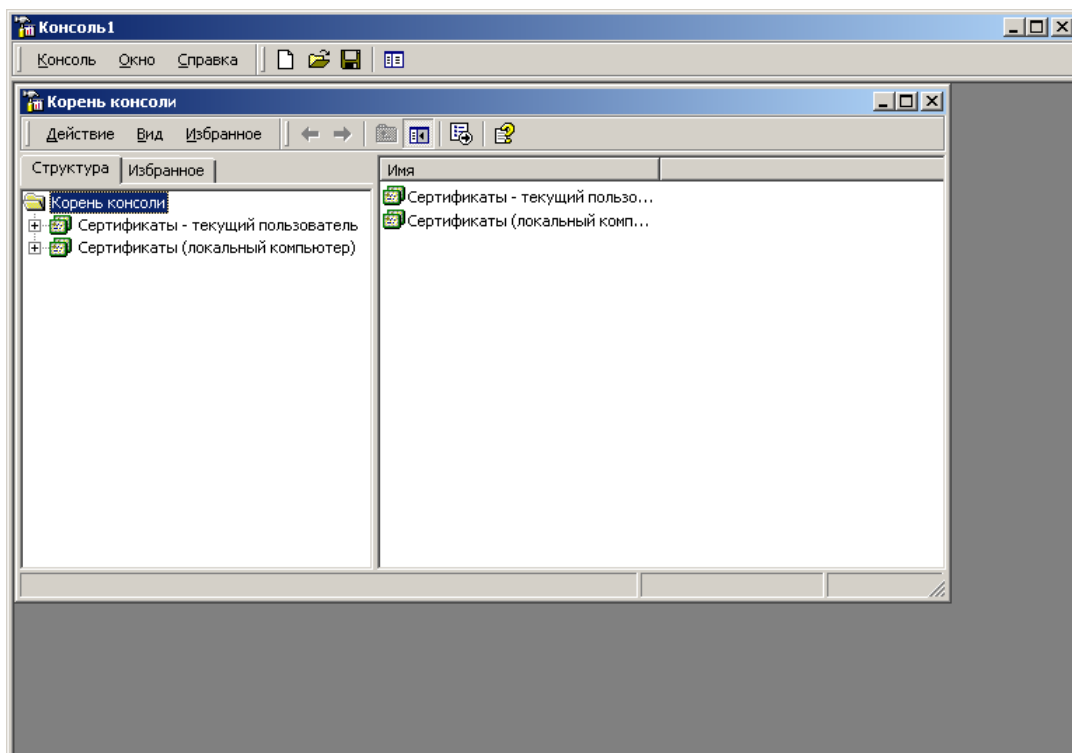 Консоль1
Консоль Окно Справка
Корень консоли
Действие Вид Избранное
Структура Избранное
Имя
Корень консоли
Сертификаты - текущий пользователь
Сертификаты (локальный компьютер)
Сертификаты - текущий пользо...
Сертификаты (локальный комп...